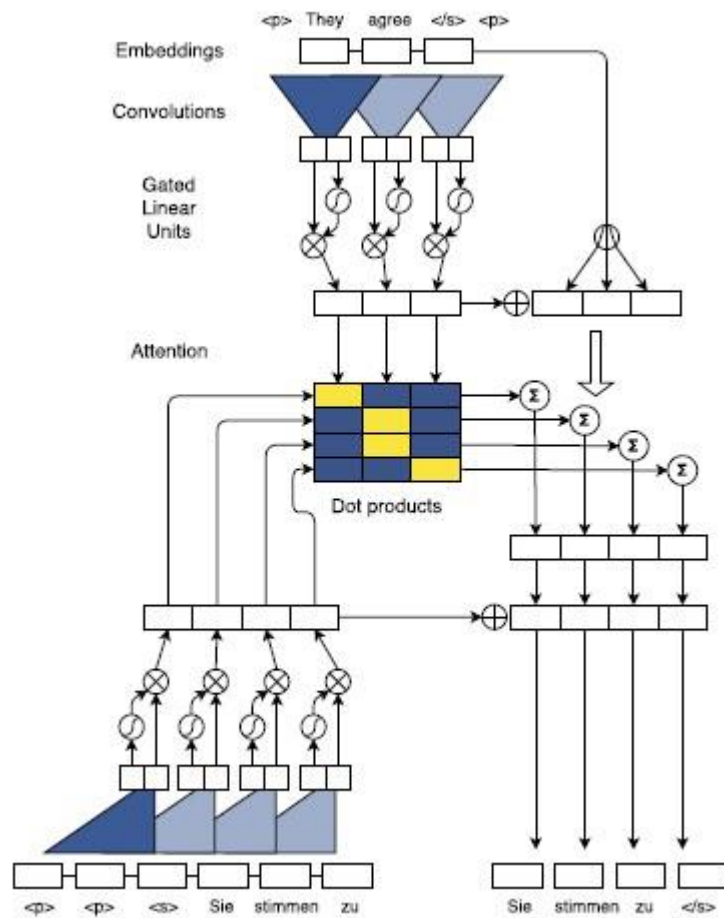 <p> They agree </s> <p>
Embeddings
Convolutions
Gated
Linear
Units
Attention
Σ
Σ
Σ
Σ
Dot products
<p> <p> <s> Sie stimmen zu
Sie stimmen zu </s>